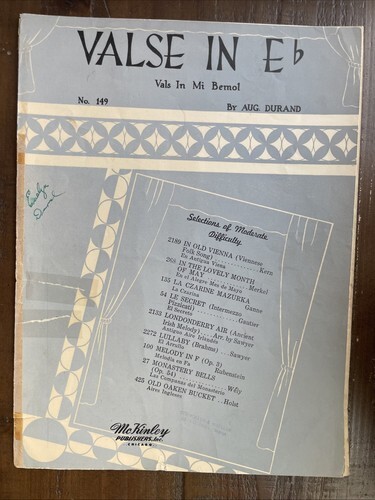 VALSE IN E♭
Vals In Mi Bemol
No. 149
By AUG. DURAND
Evelyn
Selections of Moderate
Difficulty
2189 IN OLD VIENNA (Viennese
Folk Song) .......... Kern
En Antigua Viena
268 IN THE LOVELY MONTH
OF MAY .......... Merkel
En el Alegre Mes de Mayo
135 LA CZARINE MAZURKA
La Czarina .......... Ganne
54 LE SECRET (Intermezzo
Pizzicati) .......... Gautier
El Secreto
2133 LONDONDERRY AIR (Ancient
Irish Melody) .. Arr. by Sawyer
Antiguo Aire Irlandes
2272 LULLABY (Brahms) .. Sawyer
El Arrullo
100 MELODY IN F (Op. 3)
Melodia en Fa .... Rubenstein
27 MONASTERY BELLS
(Op. 54) .......... Wely
Las Campanas del Monasterio
425 OLD OAKEN BUCKET .. Holst
Aires Ingleses
McKinley
PUBLISHERS, Inc.
CHICAGO